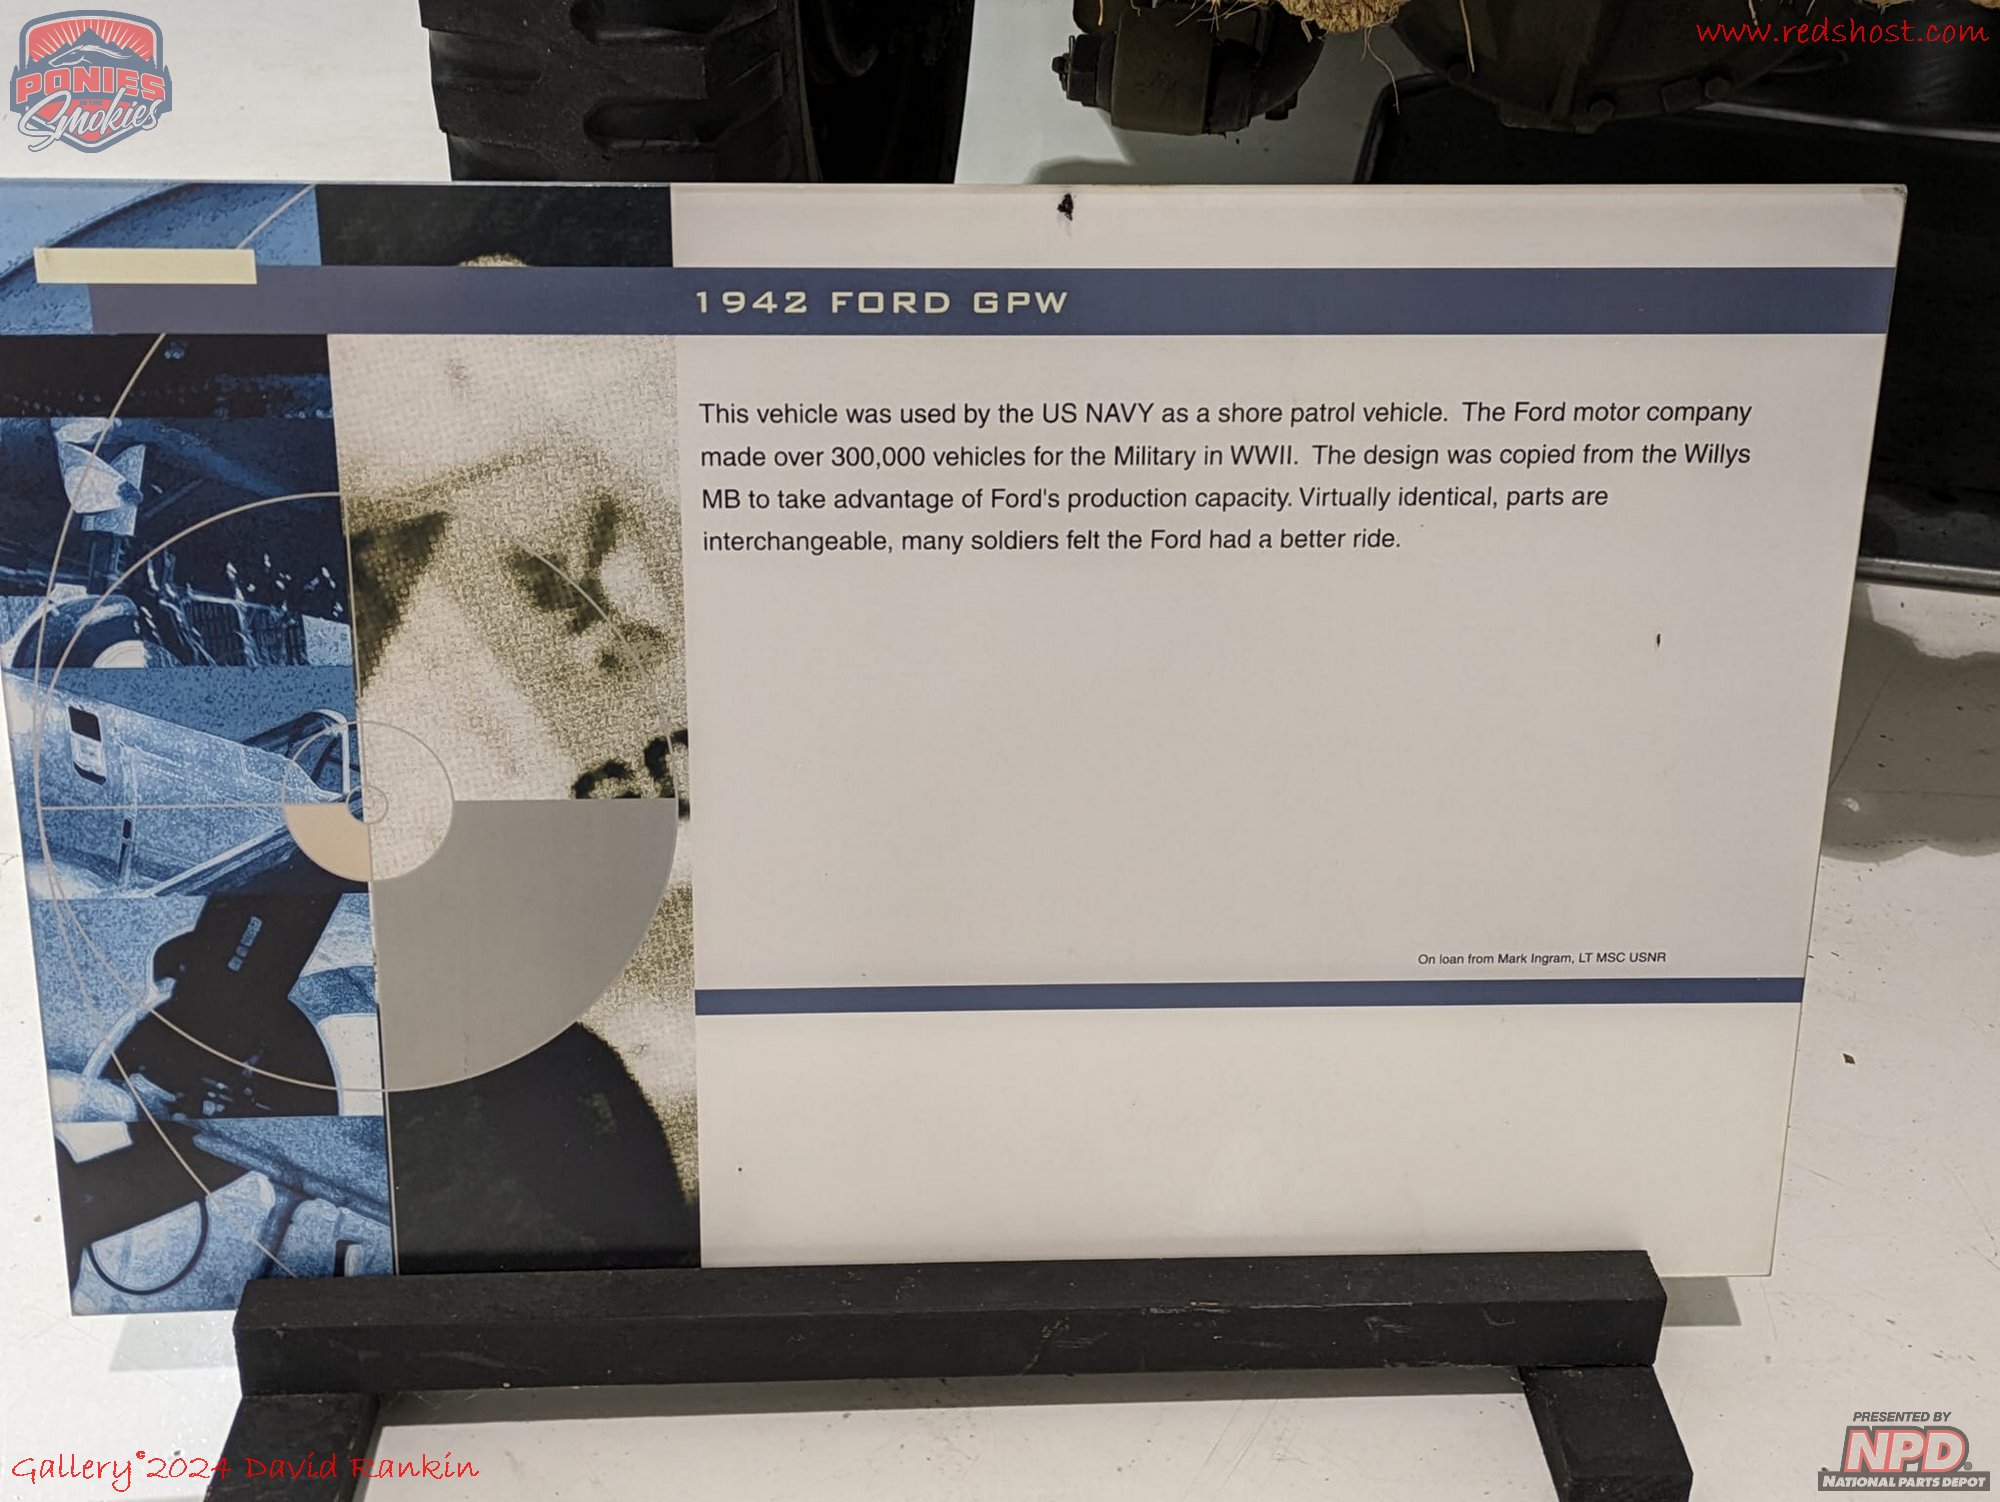 PONIES
IN THE
Smokies
www.redshost.com
1942 FORD GPW
This vehicle was used by the US NAVY as a shore patrol vehicle.  The Ford motor company
made over 300,000 vehicles for the Military in WWII.  The design was copied from the Willys
MB to take advantage of Ford's production capacity. Virtually identical, parts are
interchangeable, many soldiers felt the Ford had a better ride.
On loan from Mark Ingram, LT MSC USNR
Gallery © 2024 David Rankin
PRESENTED BY
NPD®
NATIONAL PARTS DEPOT